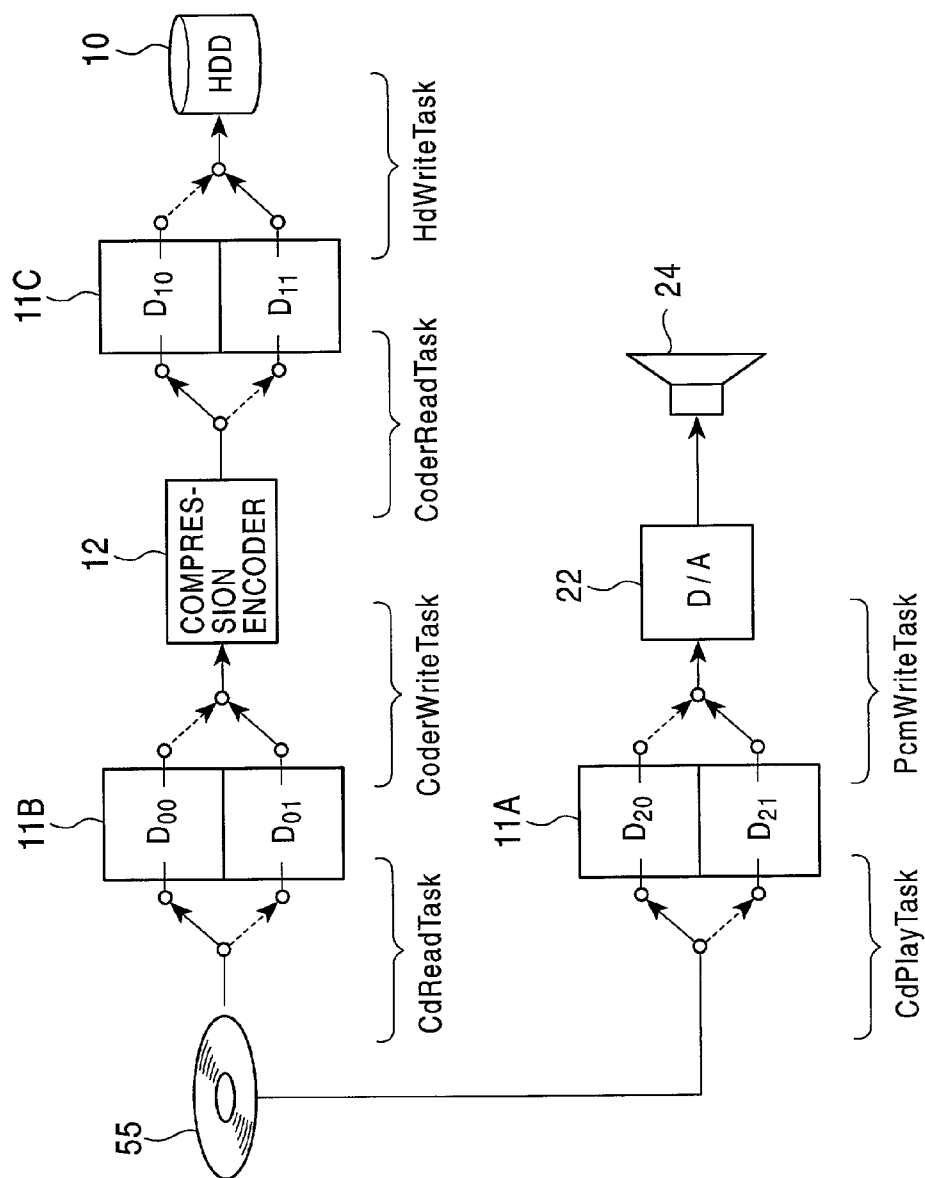 55
11B
D00
D01
12
COMPRES-
SION
ENCODER
11C
D10
D11
10
HDD
CdReadTask
CoderWriteTask
CoderReadTask
HdWriteTask
11A
D20
D21
22
D/A
24
CdPlayTask
PcmWriteTask